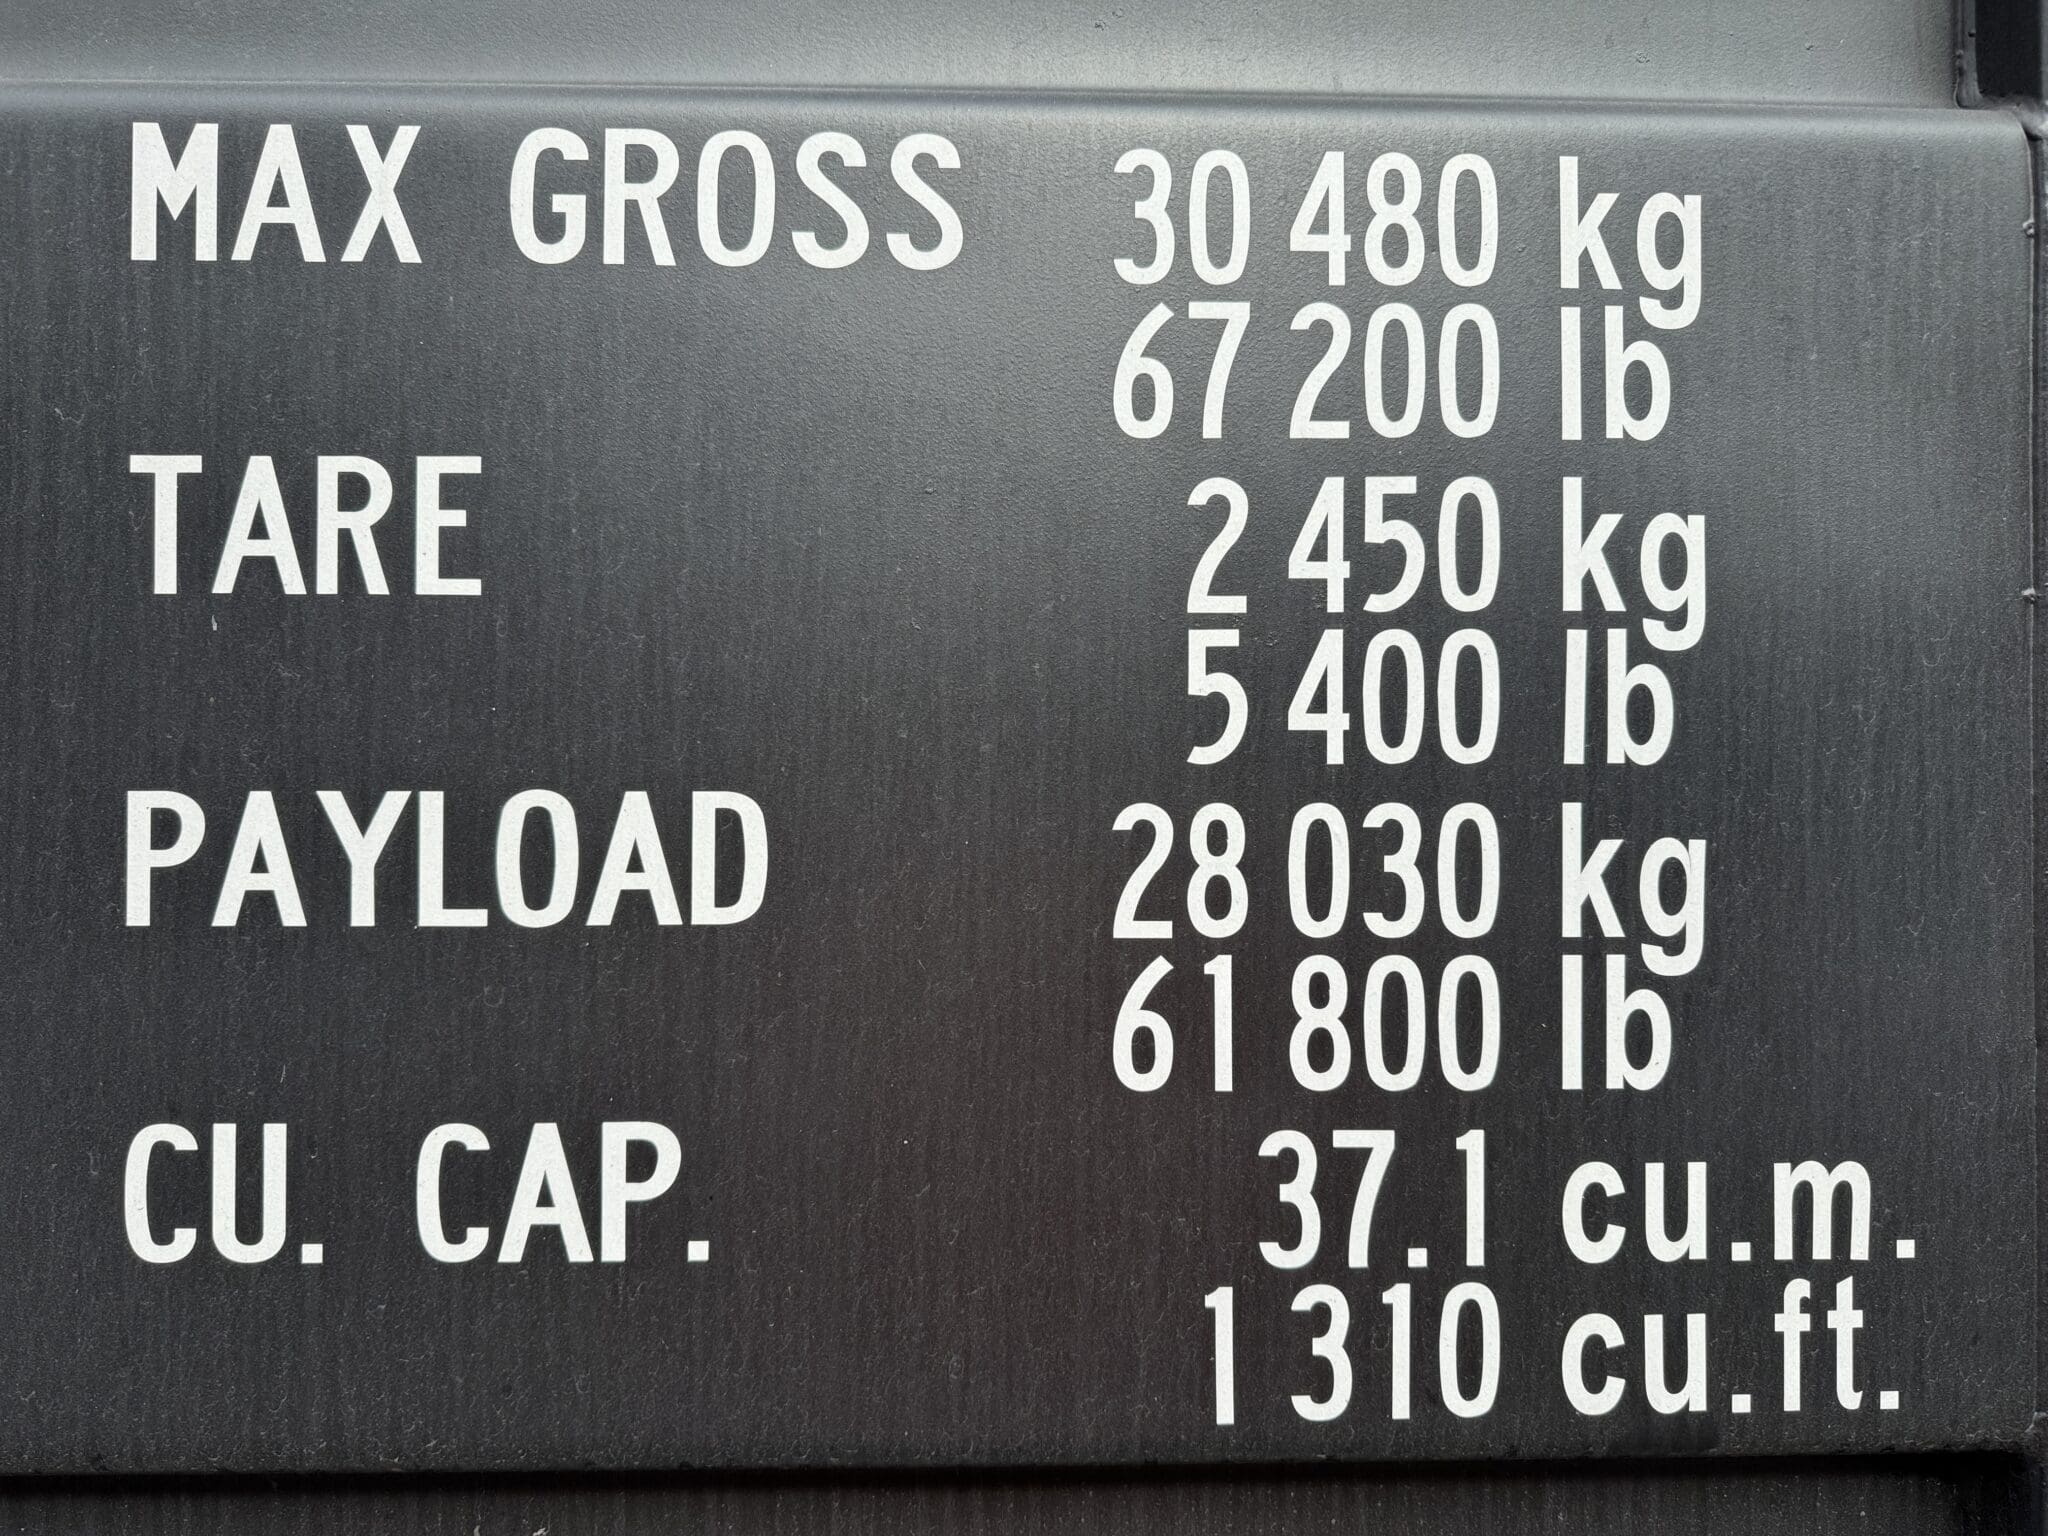 MAX GROSS 30 480 kg
67 200 lb
TARE 2 450 kg
5 400 lb
PAYLOAD 28 030 kg
61 800 lb
CU. CAP. 37.1 cu.m.
1 310 cu.ft.